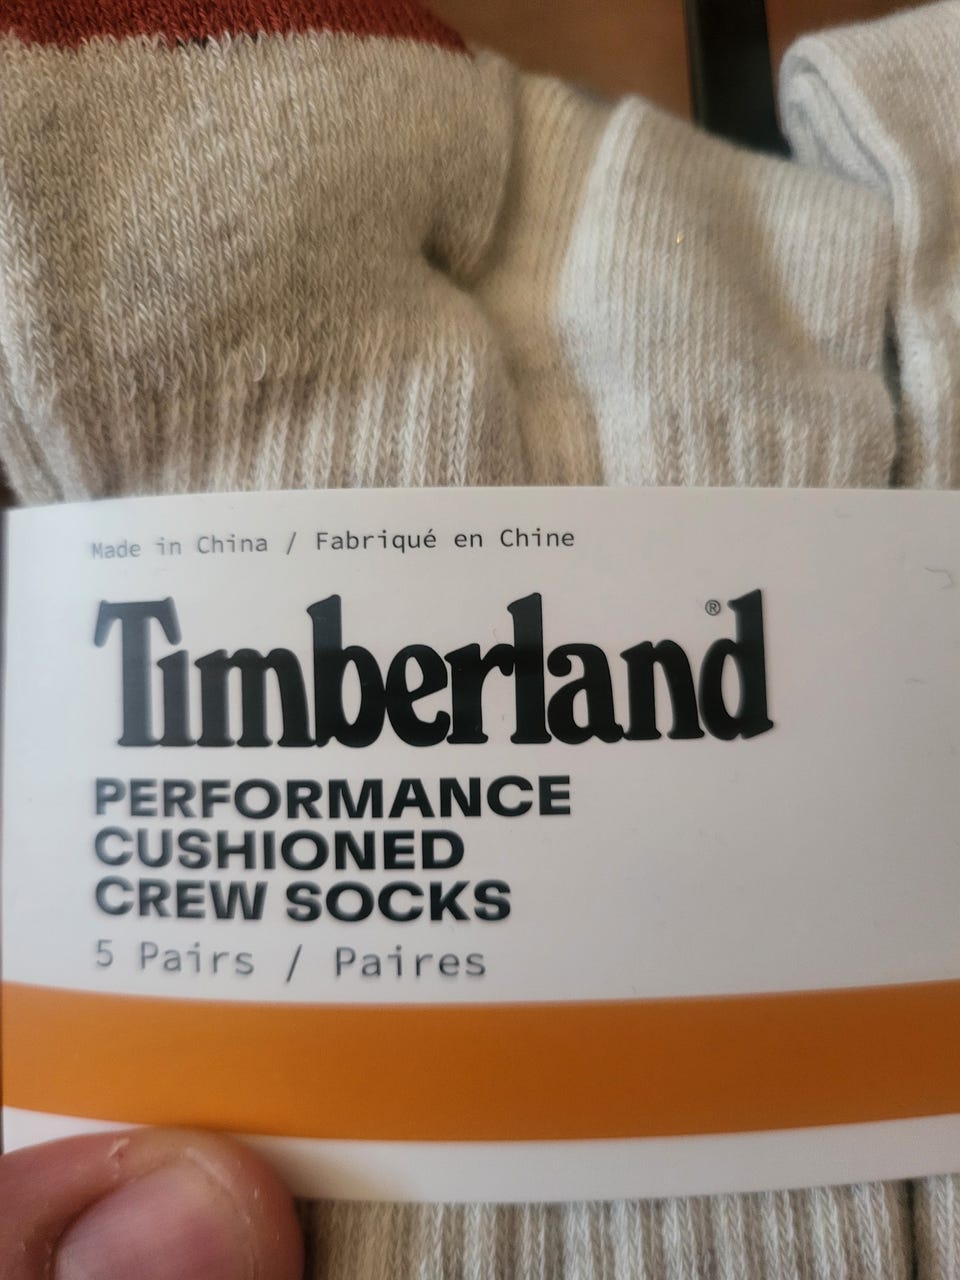 Made in China / Fabriqué en Chine
Timberland®
PERFORMANCE
CUSHIONED
CREW SOCKS
5 Pairs / Paires